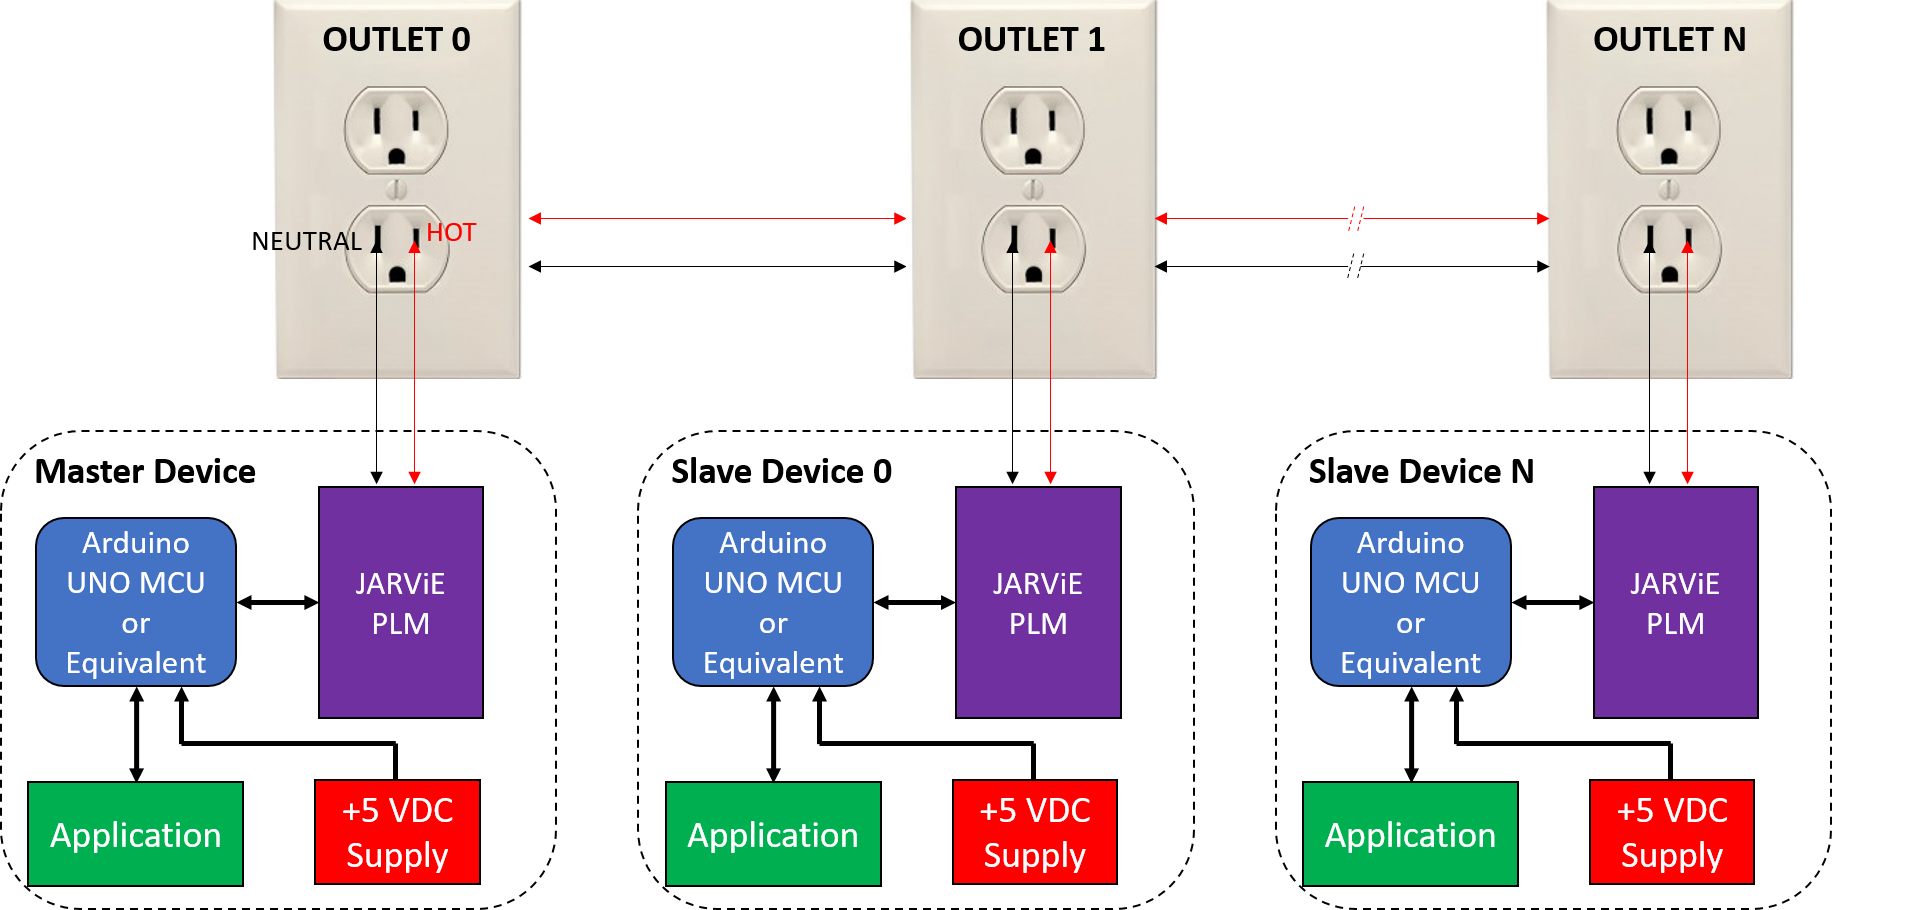 OUTLET 0
OUTLET 1
OUTLET N
NEUTRAL
HOT
Master Device
Arduino
UNO MCU
or
Equivalent
JARViE
PLM
Application
+5 VDC
Supply
Slave Device 0
Arduino
UNO MCU
or
Equivalent
JARViE
PLM
Application
+5 VDC
Supply
Slave Device N
Arduino
UNO MCU
or
Equivalent
JARViE
PLM
Application
+5 VDC
Supply